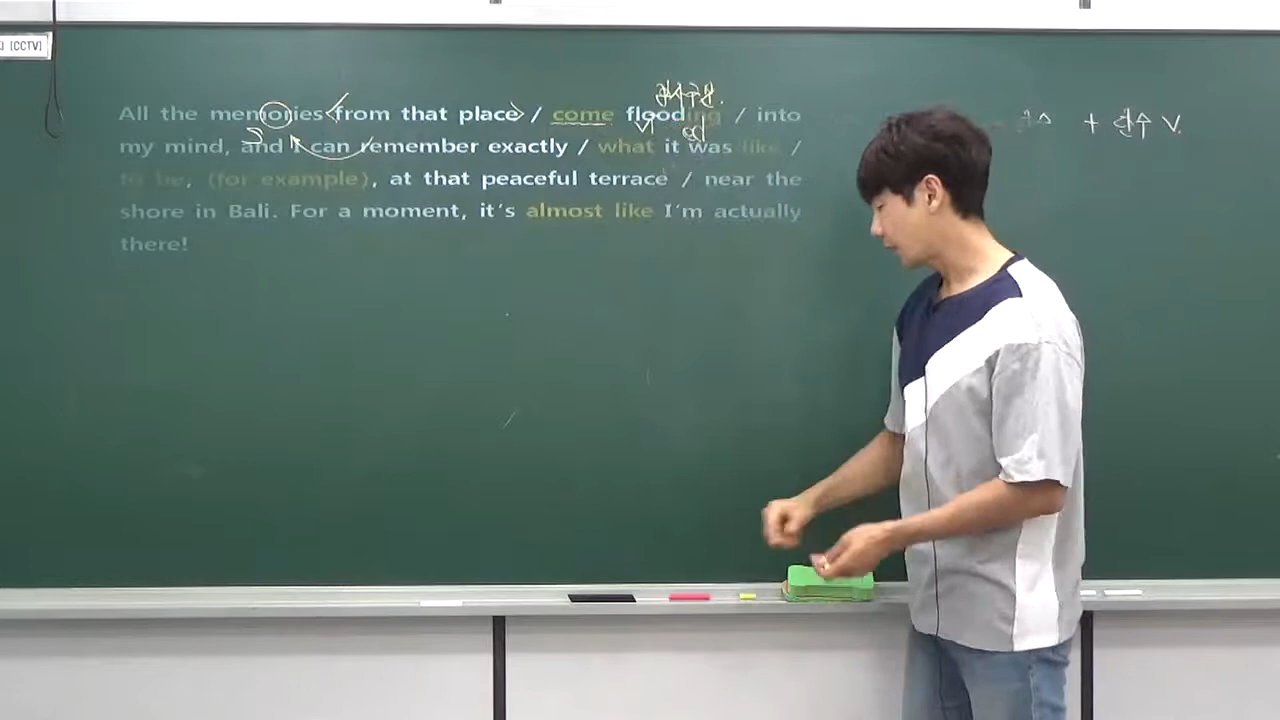 [CCTV]
All the memories from that place / come flooding / into
my mind, and I can remember exactly / what it was like /
to be, (for example), at that peaceful terrace / near the
shore in Bali. For a moment, it's almost like I'm actually
there!
S
Vi
+ V.